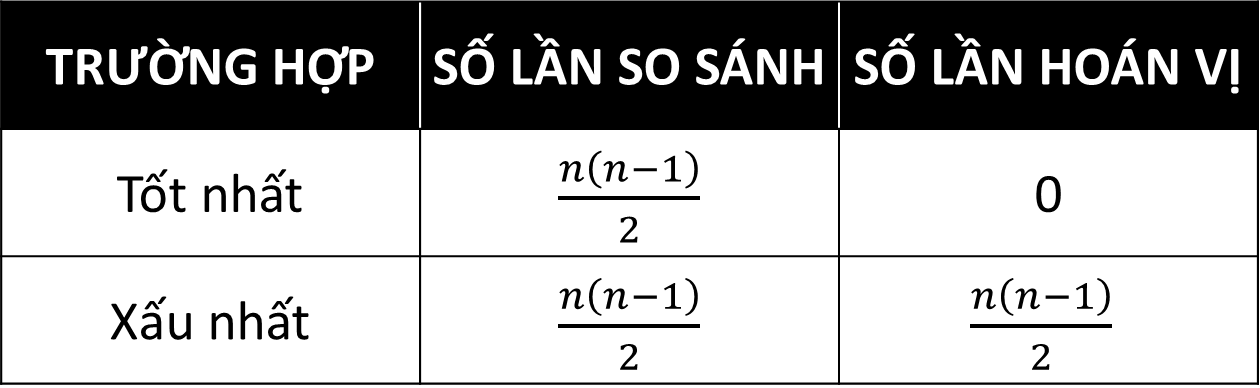 TRƯỜNG HỢP SỐ LẦN SO SÁNH SỐ LẦN HOÁN VỊ
Tốt nhất n(n−1)/2 0
Xấu nhất n(n−1)/2 n(n−1)/2